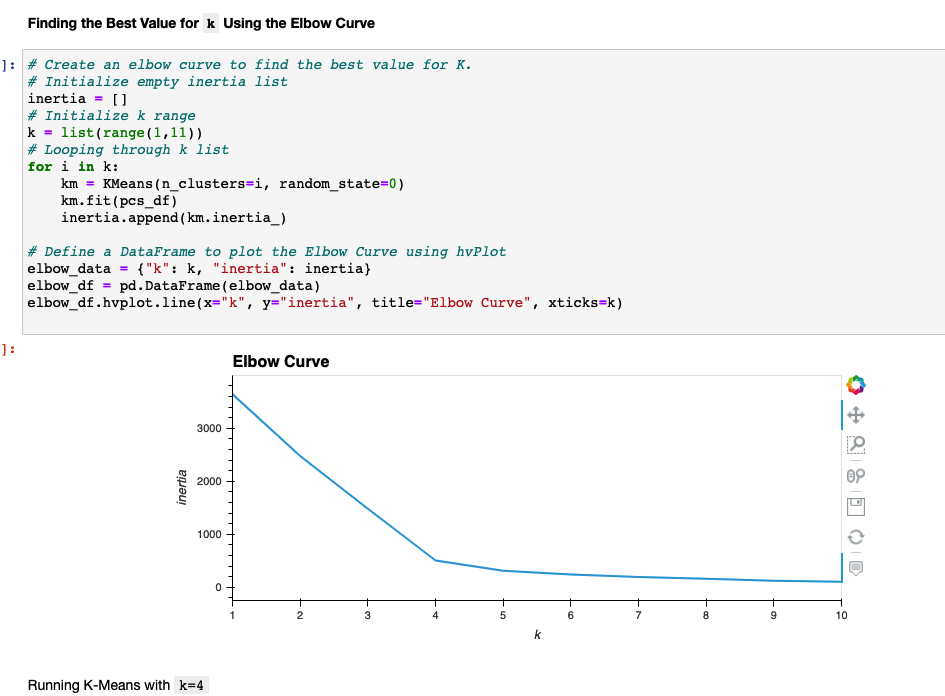 Finding the Best Value for k Using the Elbow Curve
]: # Create an elbow curve to find the best value for K.
# Initialize empty inertia list
inertia = []
# Initialize k range
k = list(range(1,11))
# Looping through k list
for i in k:
    km = KMeans(n_clusters=i, random_state=0)
    km.fit(pcs_df)
    inertia.append(km.inertia_)
# Define a DataFrame to plot the Elbow Curve using hvPlot
elbow_data = {"k": k, "inertia": inertia}
elbow_df = pd.DataFrame(elbow_data)
elbow_df.hvplot.line(x="k", y="inertia", title="Elbow Curve", xticks=k)
]:
Elbow Curve
3000
2000
1000
0
inertia
1 2 3 4 5 6 7 8 9 10
k
Running K-Means with k=4